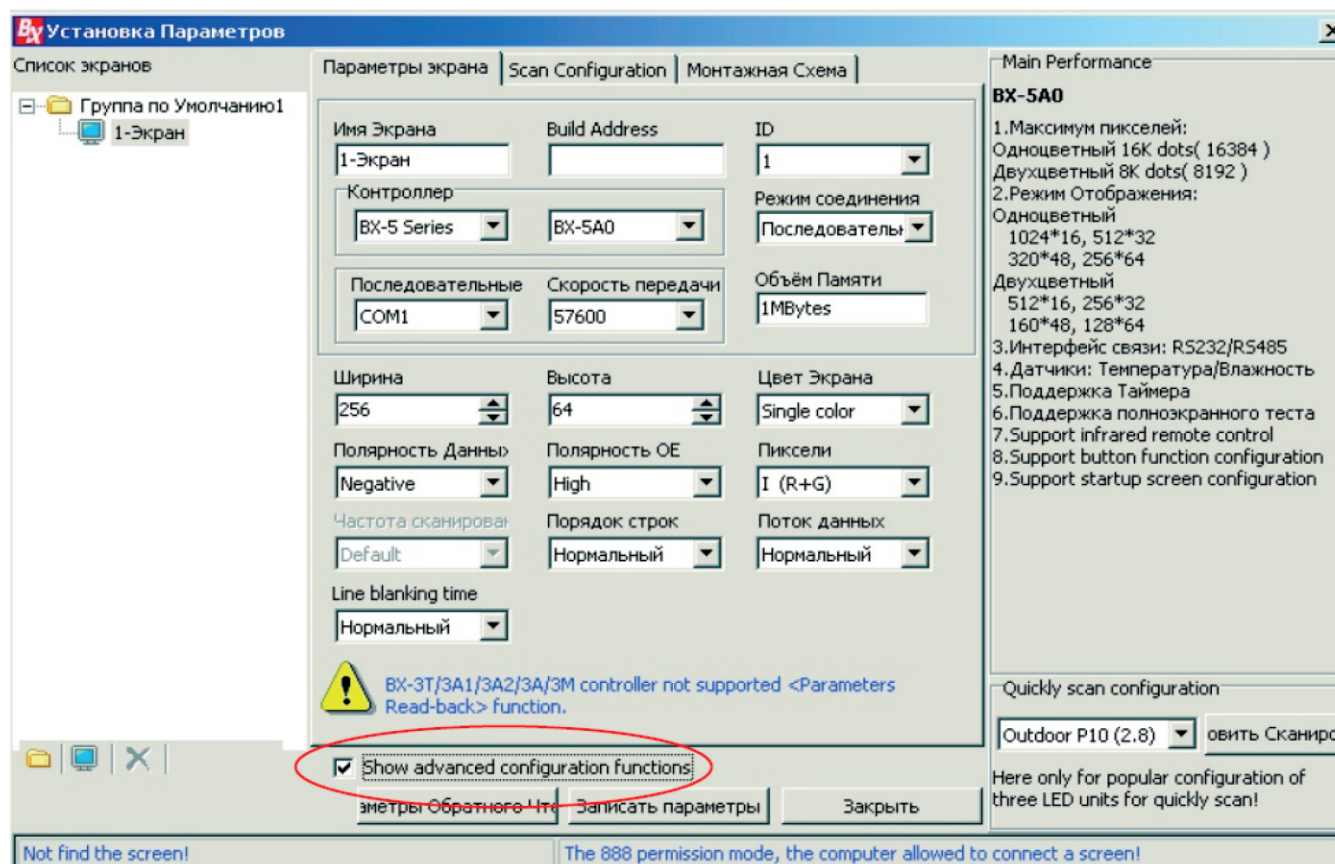 BX Установка Параметров
Список экранов
Группа по Умолчанию1
1-Экран
Параметры экрана
Scan Configuration
Монтажная Схема
Имя Экрана
Build Address
ID
1-Экран
1
Контроллер
Режим соединения
BX-5 Series
BX-5A0
Последователь
Последовательные
Скорость передачи
Объём Памяти
COM1
57600
1MBytes
Ширина
Высота
Цвет Экрана
256
64
Single color
Полярность Данны
Полярность OE
Пиксели
Negative
High
I (R+G)
Частота сканирова
Порядок строк
Поток данных
Default
Нормальный
Нормальный
Line blanking time
Нормальный
BX-3T/3A1/3A2/3A/3M controller not supported <Parameters
Read-back> function.
Show advanced configuration functions
аметры Обратного Чте
Записать параметры
Закрыть
Main Performance
BX-5A0
1.Максимум пикселей:
Одноцветный 16K dots( 16384 )
Двухцветный 8K dots( 8192 )
2.Режим Отображения:
Одноцветный
1024*16, 512*32
320*48, 256*64
Двухцветный
512*16, 256*32
160*48, 128*64
3.Интерфейс связи: RS232/RS485
4.Датчики: Температура/Влажность
5.Поддержка Таймера
6.Поддержка полноэкранного теста
7.Support infrared remote control
8.Support button function configuration
9.Support startup screen configuration
Quickly scan configuration
Outdoor P10 (2.8)
овить Сканиро
Here only for popular configuration of
three LED units for quickly scan!
Not find the screen!
The 888 permission mode, the computer allowed to connect a screen!